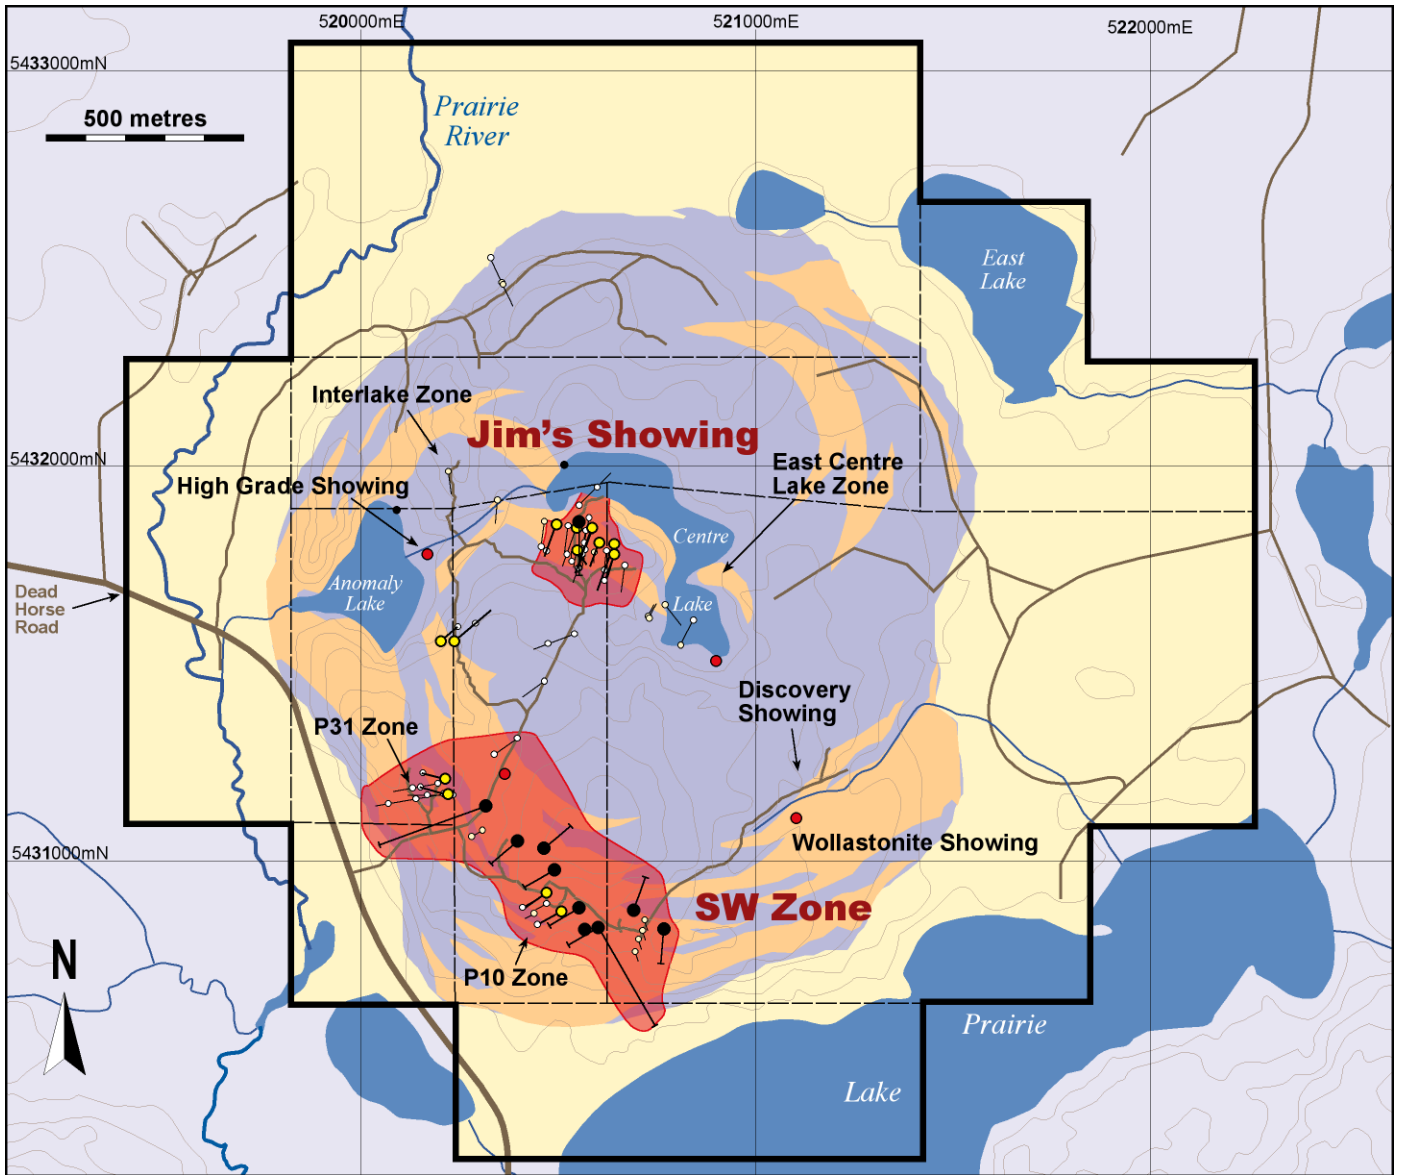 520000mE
521000mE
522000mE
5433000mN
500 metres
Prairie
River
East
Lake
Interlake Zone
Jim's Showing
5432000mN
East Centre
Lake Zone
High Grade Showing
Centre
Lake
Anomaly
Lake
Dead
Horse
Road
Discovery
Showing
P31 Zone
Wollastonite Showing
5431000mN
SW Zone
P10 Zone
N
Prairie
Lake